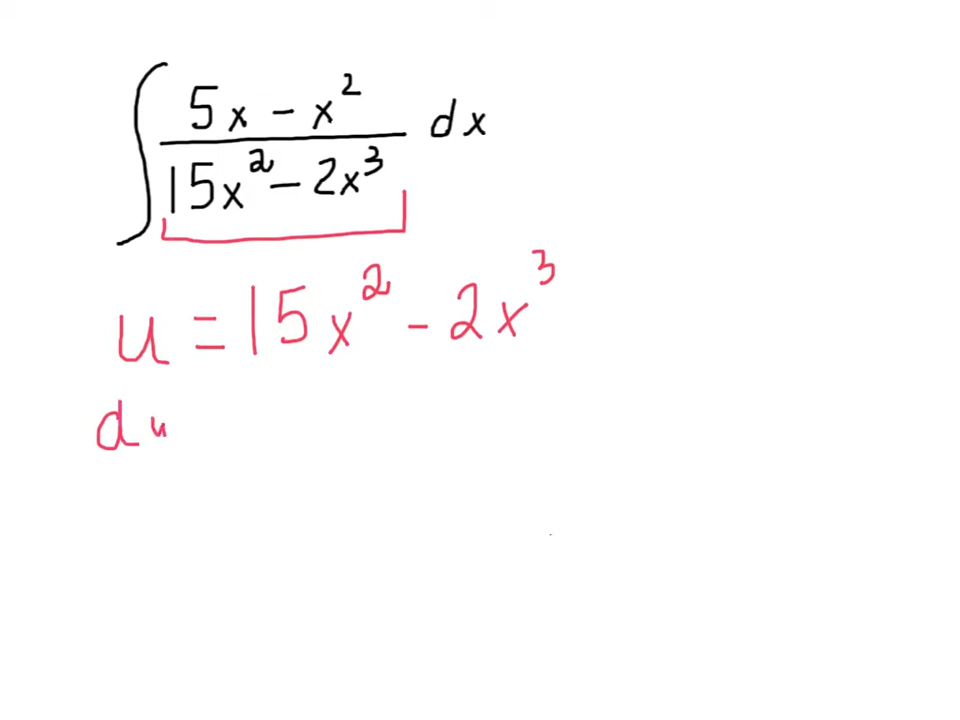 ∫ (5x - x²)/(15x² - 2x³) dx
u = 15x² - 2x³
du